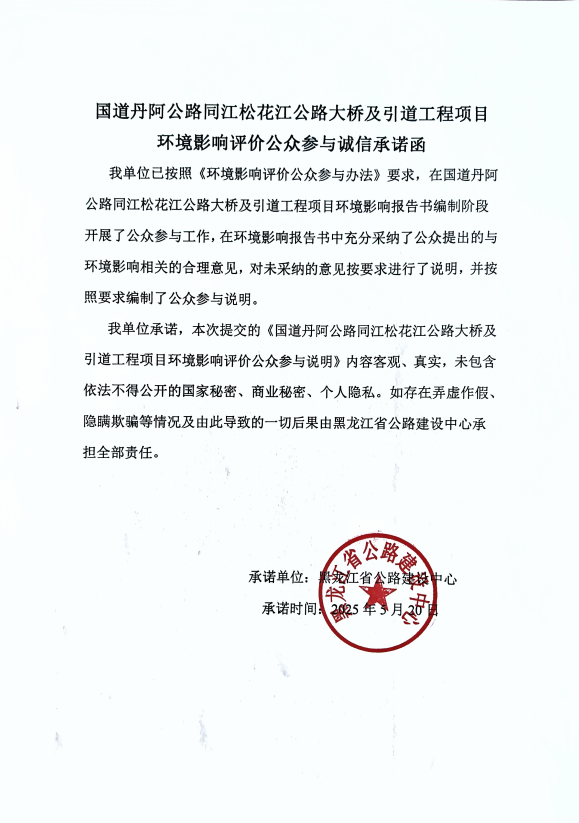 国道丹阿公路同江松花江公路大桥及引道工程项目
环境影响评价公众参与诚信承诺函
我单位已按照《环境影响评价公众参与办法》要求，在国道丹阿
公路同江松花江公路大桥及引道工程项目环境影响报告书编制阶段
开展了公众参与工作，在环境影响报告书中充分采纳了公众提出的与
环境影响相关的合理意见，对未采纳的意见按要求进行了说明，并按
照要求编制了公众参与说明。
我单位承诺，本次提交的《国道丹阿公路同江松花江公路大桥及
引道工程项目环境影响评价公众参与说明》内容客观、真实，未包含
依法不得公开的国家秘密、商业秘密、个人隐私。如存在弄虚作假、
隐瞒欺骗等情况及由此导致的一切后果由黑龙江省公路建设中心承
担全部责任。
承诺单位：黑龙江省公路建设中心
承诺时间：2025年5月20日
黑龙江省公路建设中心